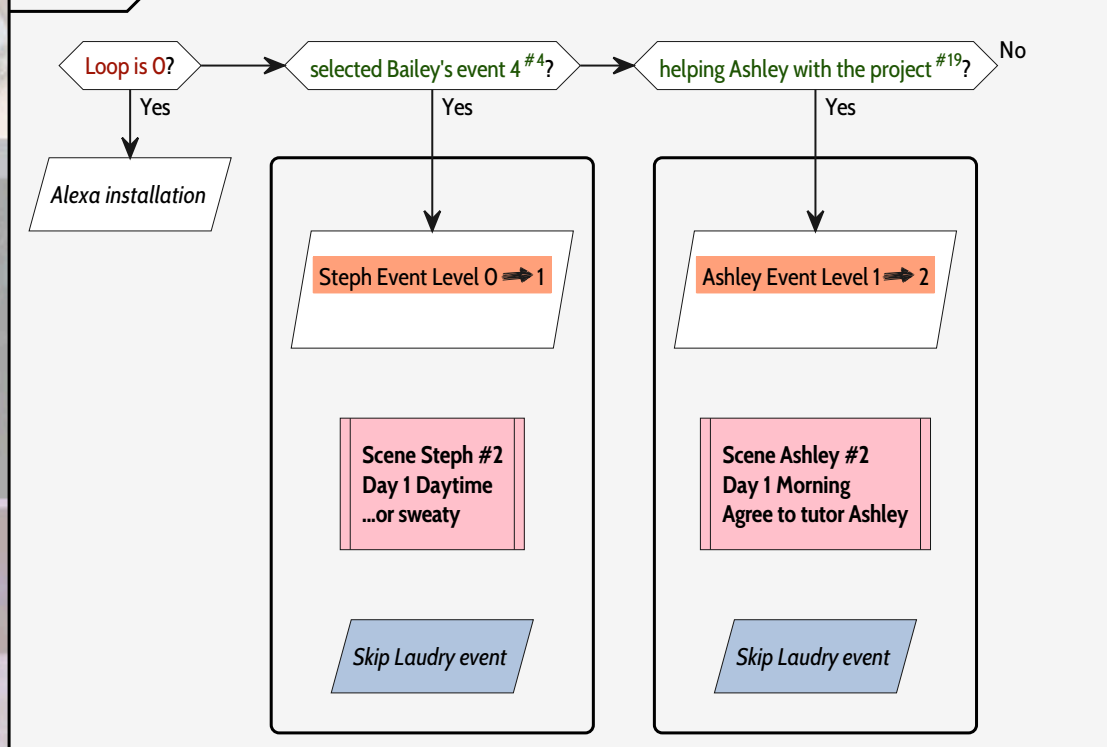 Loop is 0?
selected Bailey's event 4 #4?
helping Ashley with the project #19?
No
Yes
Yes
Yes
Alexa installation
Steph Event Level 0 ➡ 1
Ashley Event Level 1 ➡ 2
Scene Steph #2
Day 1 Daytime
...or sweaty
Scene Ashley #2
Day 1 Morning
Agree to tutor Ashley
Skip Laudry event
Skip Laudry event